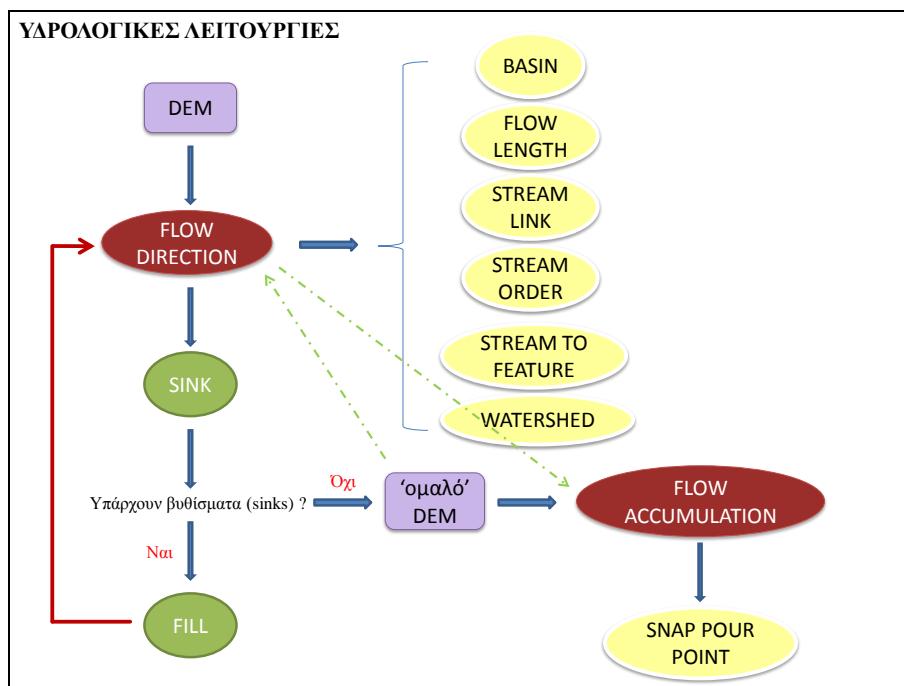 ΥΔΡΟΛΟΓΙΚΕΣ ΛΕΙΤΟΥΡΓΙΕΣ
DEM
FLOW
DIRECTION
SINK
Υπάρχουν βυθίσματα (sinks) ?
Ναι
FILL
Όχι
'ομαλό'
DEM
BASIN
FLOW
LENGTH
STREAM
LINK
STREAM
ORDER
STREAM TO
FEATURE
WATERSHED
FLOW
ACCUMULATION
SNAP POUR
POINT